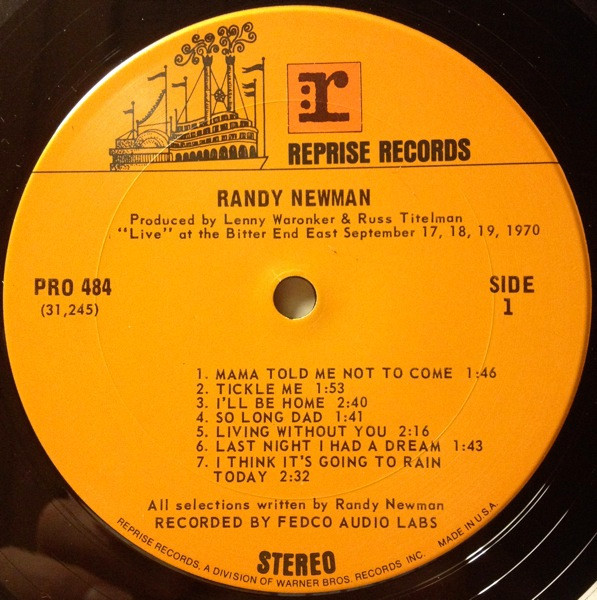 r
REPRISE RECORDS
RANDY NEWMAN
Produced by Lenny Waronker & Russ Titelman
"Live" at the Bitter End East September 17, 18, 19, 1970
PRO 484
(31,245)
SIDE
1
1. MAMA TOLD ME NOT TO COME 1:46
2. TICKLE ME 1:53
3. I'LL BE HOME 2:40
4. SO LONG DAD 1:41
5. LIVING WITHOUT YOU 2:16
6. LAST NIGHT I HAD A DREAM 1:43
7. I THINK IT'S GOING TO RAIN
TODAY 2:32
All selections written by Randy Newman
RECORDED BY FEDCO AUDIO LABS
STEREO
REPRISE RECORDS, A DIVISION OF WARNER BROS. RECORDS INC. MADE IN U.S.A.